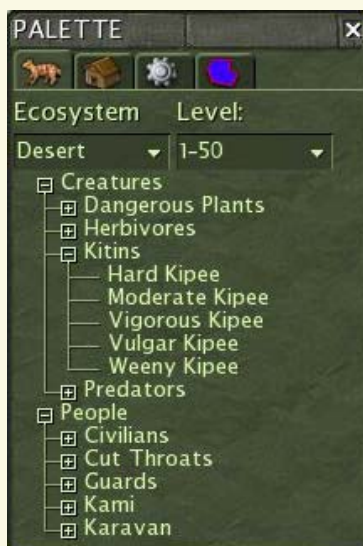 PALETTE
Ecosystem Level:
Desert 1-50
Creatures
Dangerous Plants
Herbivores
Kitins
Hard Kipee
Moderate Kipee
Vigorous Kipee
Vulgar Kipee
Weeny Kipee
Predators
People
Civilians
Cut Throats
Guards
Kami
Karavan